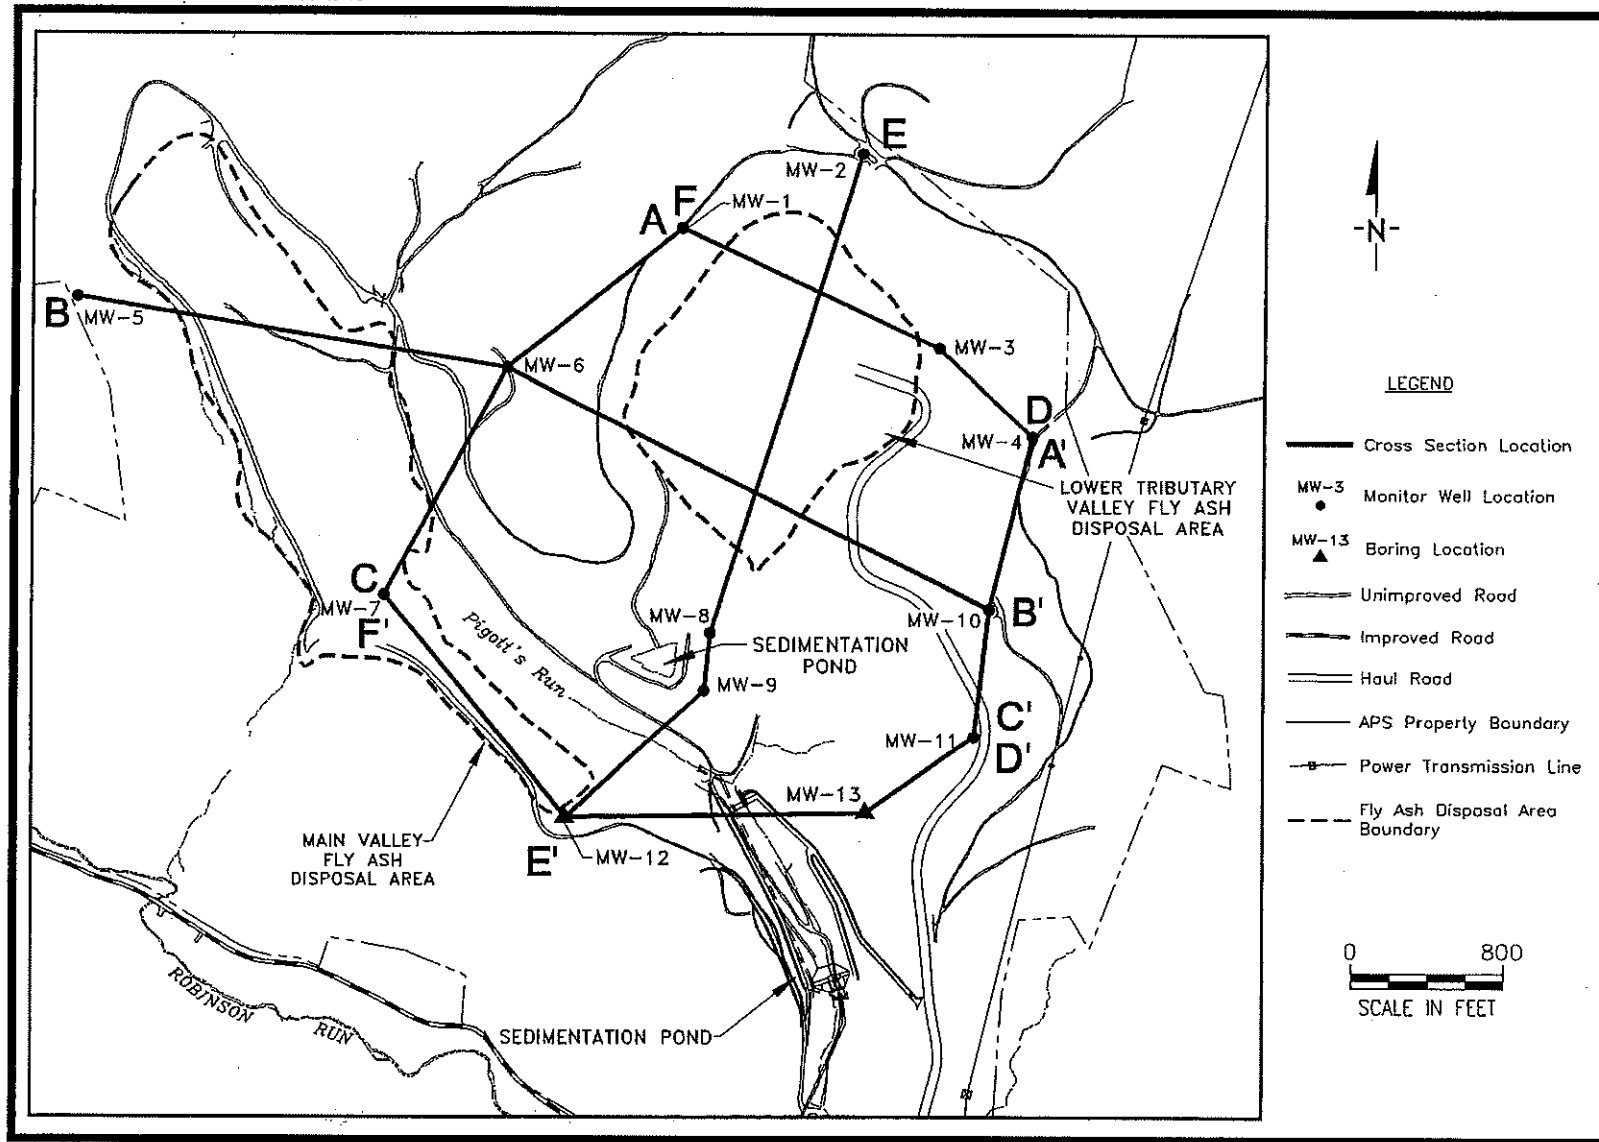 E
MW-2
F
A
MW-1
B
MW-5
MW-6
MW-3
D
MW-4
A'
LOWER TRIBUTARY
VALLEY FLY ASH
DISPOSAL AREA
C
MW-7
F'
Pigott's Run
MW-8
SEDIMENTATION
POND
MW-9
MW-10
B'
C'
MW-11
D'
MW-13
MAIN VALLEY
FLY ASH
DISPOSAL AREA
E'
MW-12
ROBINSON
RUN
SEDIMENTATION POND
-N-
LEGEND
Cross Section Location
MW-3
Monitor Well Location
MW-13
Boring Location
Unimproved Road
Improved Road
Haul Road
APS Property Boundary
Power Transmission Line
Fly Ash Disposal Area
Boundary
0 800
SCALE IN FEET